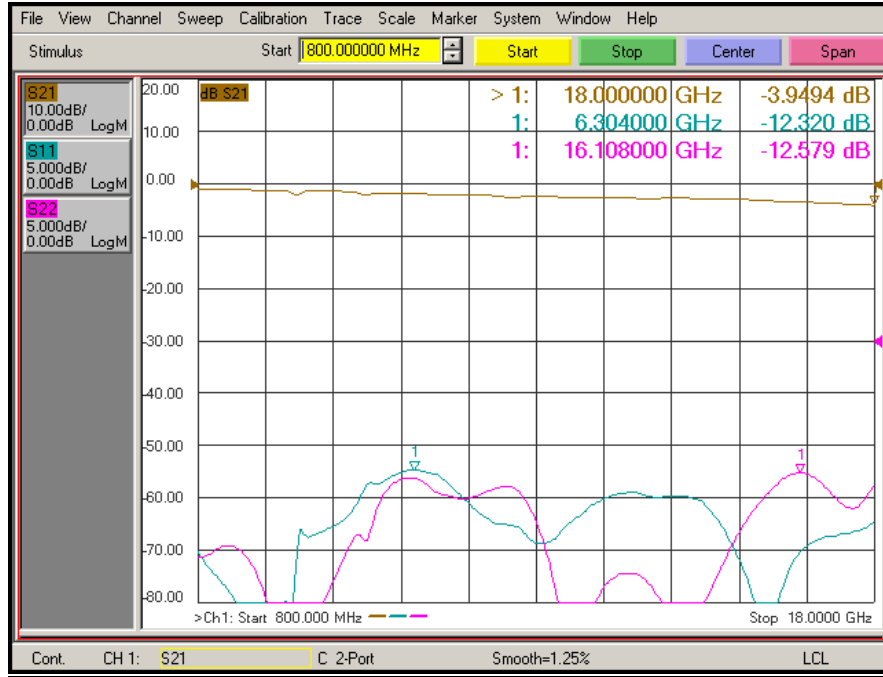 File View Channel Sweep Calibration Trace Scale Marker System Window Help
Stimulus Start 800.000000 MHz Start Stop Center Span
S21
10.00dB/
0.00dB LogM
S11
5.000dB/
0.00dB LogM
S22
5.000dB/
0.00dB LogM
dB S21
> 1: 18.000000 GHz -3.9494 dB
1: 6.304000 GHz -12.320 dB
1: 16.108000 GHz -12.579 dB
20.00
10.00
0.00
-10.00
-20.00
-30.00
-40.00
-50.00
-60.00
-70.00
-80.00
1
1
>Ch1: Start 800.000 MHz Stop 18.0000 GHz
Cont. CH 1: S21 C 2-Port Smooth=1.25% LCL